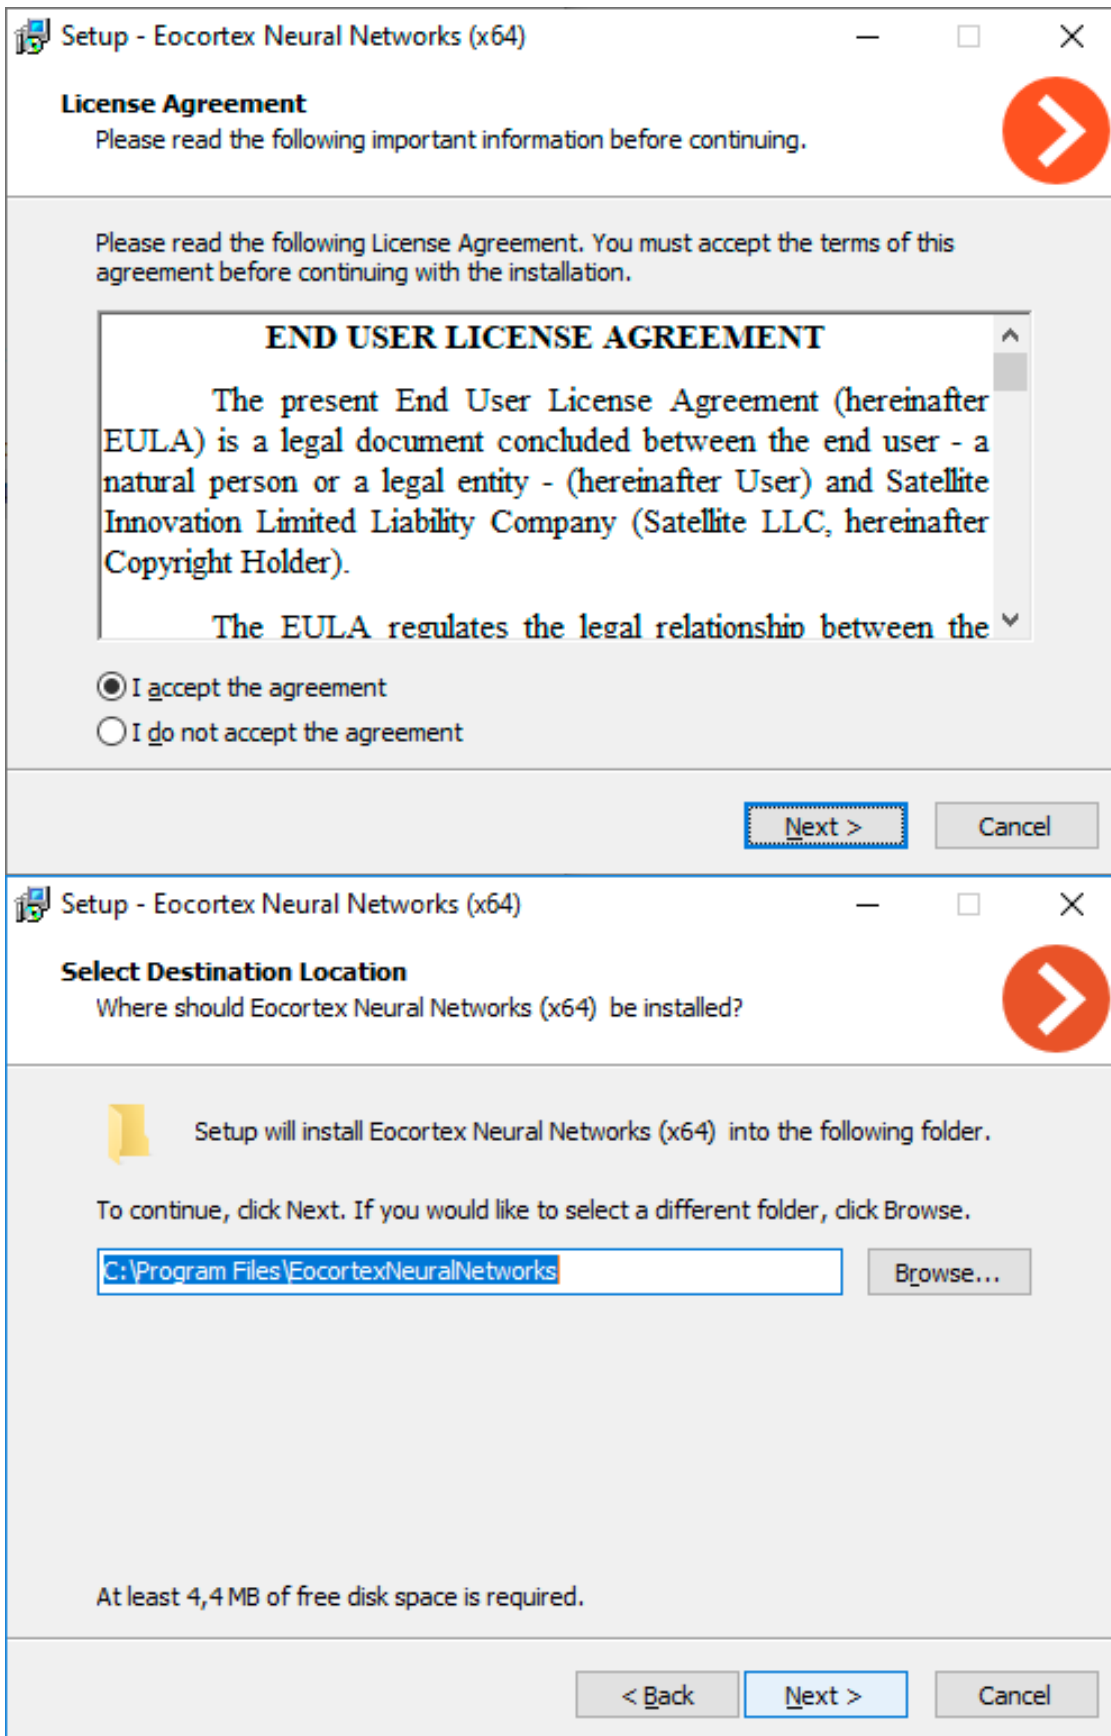 Setup - Eocortex Neural Networks (x64)
License Agreement
Please read the following important information before continuing.
Please read the following License Agreement. You must accept the terms of this
agreement before continuing with the installation.
END USER LICENSE AGREEMENT
The present End User License Agreement (hereinafter
EULA) is a legal document concluded between the end user - a
natural person or a legal entity - (hereinafter User) and Satellite
Innovation Limited Liability Company (Satellite LLC, hereinafter
Copyright Holder).
The EULA regulates the legal relationship between the
I accept the agreement
I do not accept the agreement
Next >
Cancel
Setup - Eocortex Neural Networks (x64)
Select Destination Location
Where should Eocortex Neural Networks (x64) be installed?
Setup will install Eocortex Neural Networks (x64) into the following folder.
To continue, click Next. If you would like to select a different folder, click Browse.
C:\Program Files\EocortexNeuralNetworks
Browse...
At least 4,4 MB of free disk space is required.
< Back
Next >
Cancel